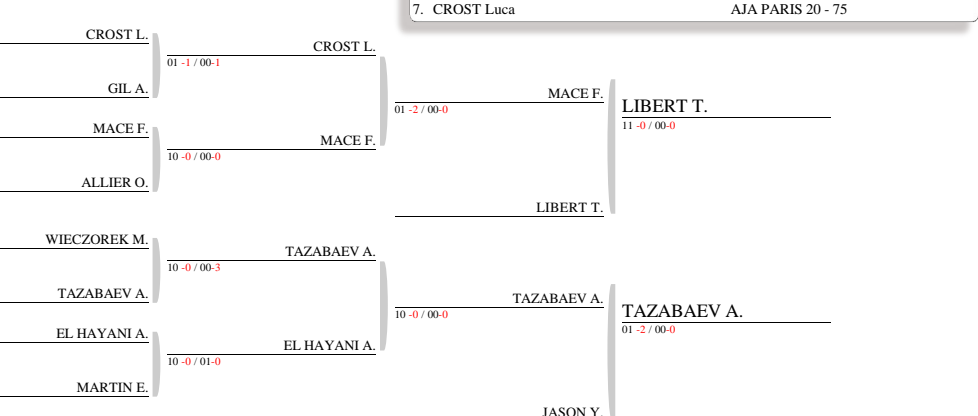 7. CROST Luca AJA PARIS 20 - 75
CROST L.
CROST L.
01 -1 / 00-1
GIL A.
MACE F.
01 -2 / 00-0
LIBERT T.
11 -0 / 00-0
MACE F.
MACE F.
10 -0 / 00-0
ALLIER O.
LIBERT T.
WIECZOREK M.
TAZABAEV A.
10 -0 / 00-3
TAZABAEV A.
TAZABAEV A.
10 -0 / 00-0
TAZABAEV A.
01 -2 / 00-0
EL HAYANI A.
EL HAYANI A.
10 -0 / 01-0
MARTIN E.
JASON Y.